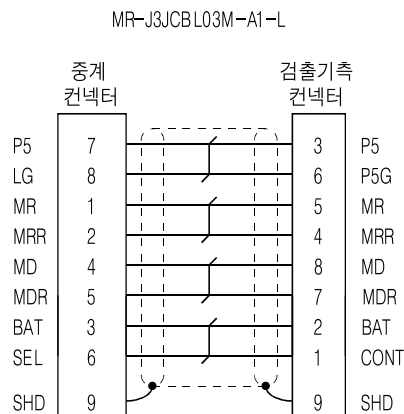 MR-J3JCBL03M-A1-L
중계 컨넥터
검출기측 컨넥터
P5 7 3 P5
LG 8 6 P5G
MR 1 5 MR
MRR 2 4 MRR
MD 4 8 MD
MDR 5 7 MDR
BAT 3 2 BAT
SEL 6 1 CONT
SHD 9 9 SHD